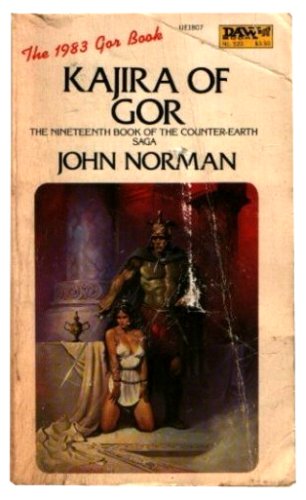 The 1983 Gor Book
UE1807
DAW
No. 520
$3.50
KAJIRA OF
GOR
THE NINETEENTH BOOK OF THE COUNTER-EARTH
SAGA
JOHN NORMAN